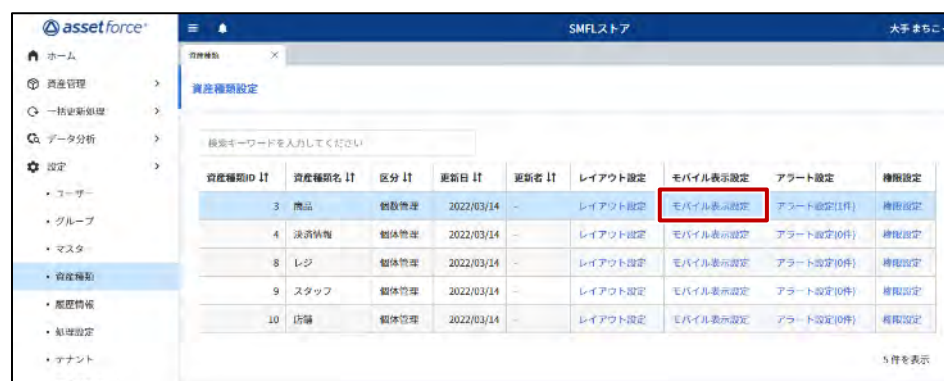 assetforce+
SMFLストア
大手 まちこ
ホーム
資産種類
資産管理
資産種類設定
一括更新処理
データ分析
検索キーワードを入力してください
設定
資産種類ID 資産種類名 区分 更新日 更新者 レイアウト設定 モバイル表示設定 アラート設定 権限設定
・ユーザー
3 商品 個数管理 2022/03/14 - レイアウト設定 モバイル表示設定 アラート設定(1件) 権限設定
・グループ
4 決済情報 個体管理 2022/03/14 - レイアウト設定 モバイル表示設定 アラート設定(0件) 権限設定
・マスタ
8 レジ 個体管理 2022/03/14 - レイアウト設定 モバイル表示設定 アラート設定(0件) 権限設定
・資産種類
9 スタッフ 個体管理 2022/03/14 - レイアウト設定 モバイル表示設定 アラート設定(0件) 権限設定
・履歴情報
10 店舗 個体管理 2022/03/14 - レイアウト設定 モバイル表示設定 アラート設定(0件) 権限設定
・処理設定
・テナント
5 件を表示